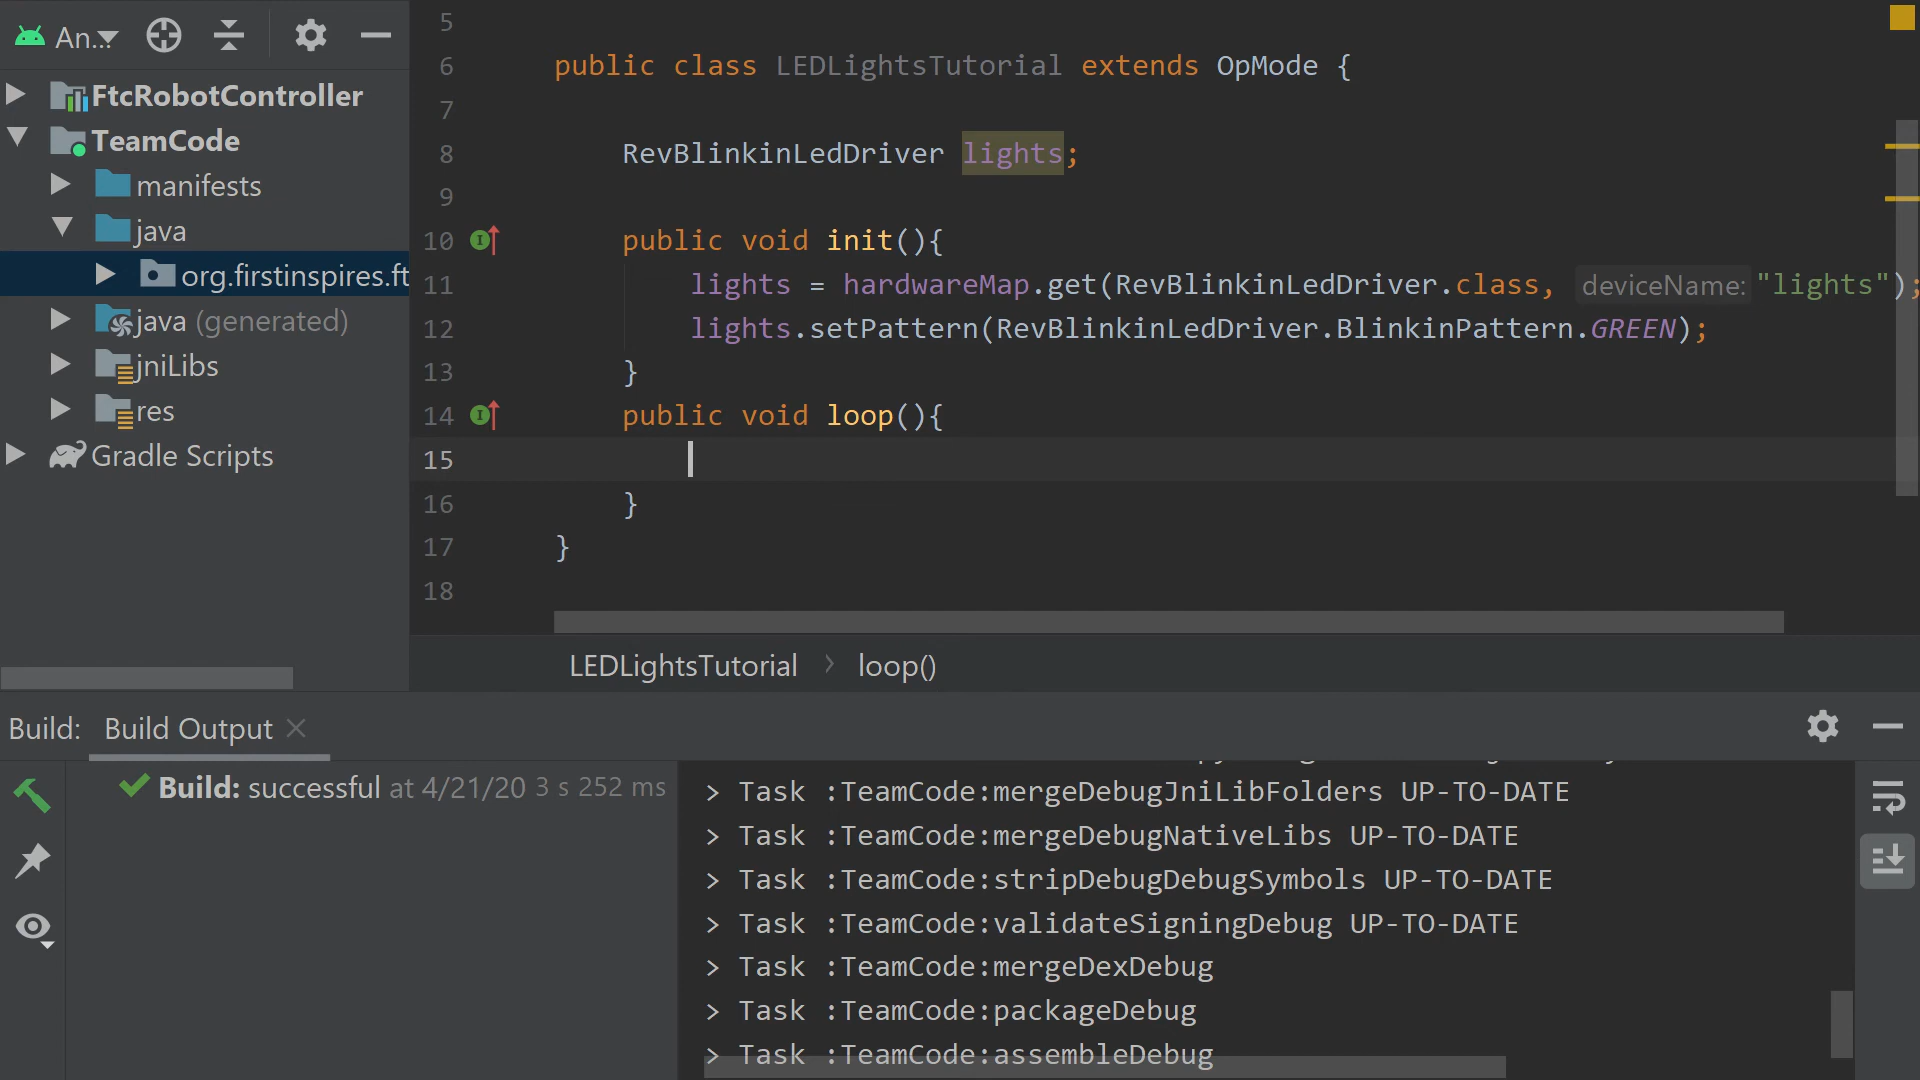 An...
FtcRobotController
TeamCode
manifests
java
org.firstinspires.ft
java (generated)
jniLibs
res
Gradle Scripts
5
6 public class LEDLightsTutorial extends OpMode {
7
8 RevBlinkinLedDriver lights;
9
10 public void init(){
11 lights = hardwareMap.get(RevBlinkinLedDriver.class, deviceName: "lights");
12 lights.setPattern(RevBlinkinLedDriver.BlinkinPattern.GREEN);
13 }
14 public void loop(){
15
16 }
17 }
18
LEDLightsTutorial > loop()
Build: Build Output
Build: successful at 4/21/20 3 s 252 ms
> Task :TeamCode:mergeDebugJniLibFolders UP-TO-DATE
> Task :TeamCode:mergeDebugNativeLibs UP-TO-DATE
> Task :TeamCode:stripDebugDebugSymbols UP-TO-DATE
> Task :TeamCode:validateSigningDebug UP-TO-DATE
> Task :TeamCode:mergeDexDebug
> Task :TeamCode:packageDebug
> Task :TeamCode:assembleDebug